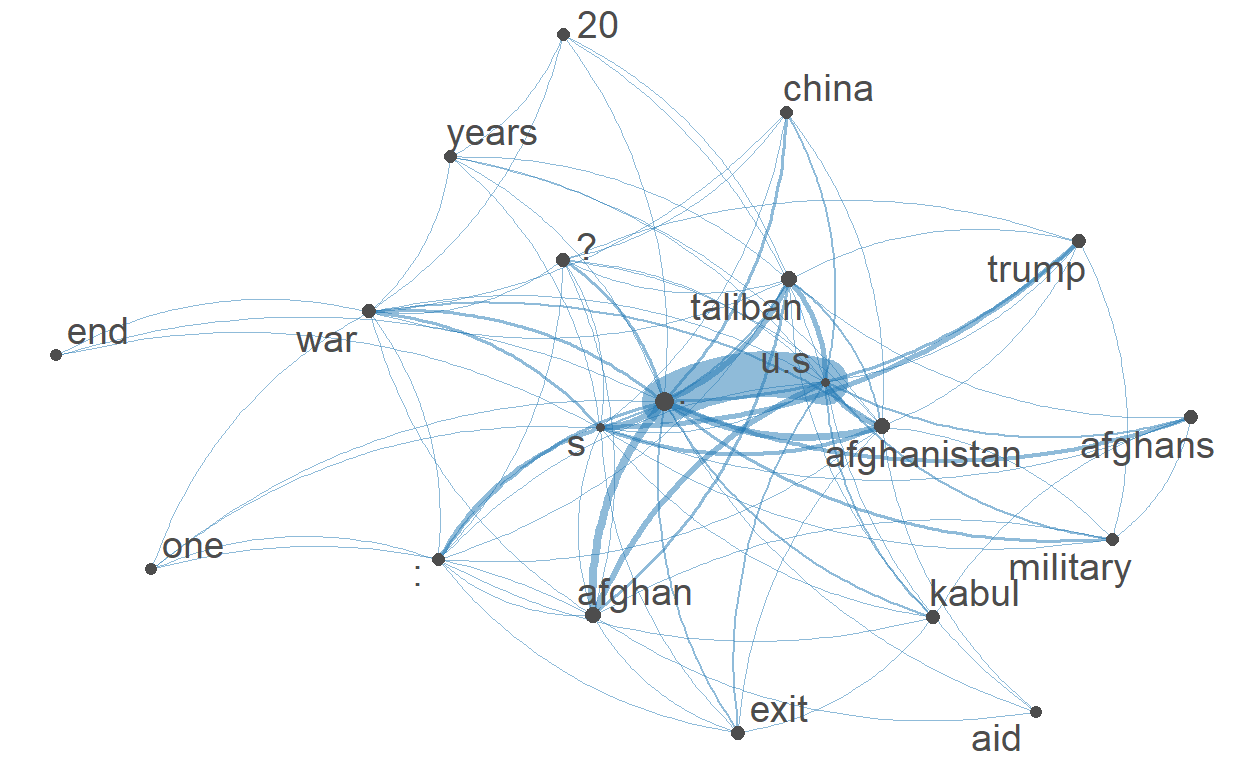 20
china
years
?
trump
taliban
end
war
u.s
.
s
afghanistan
afghans
one
:
afghan
military
kabul
exit
aid